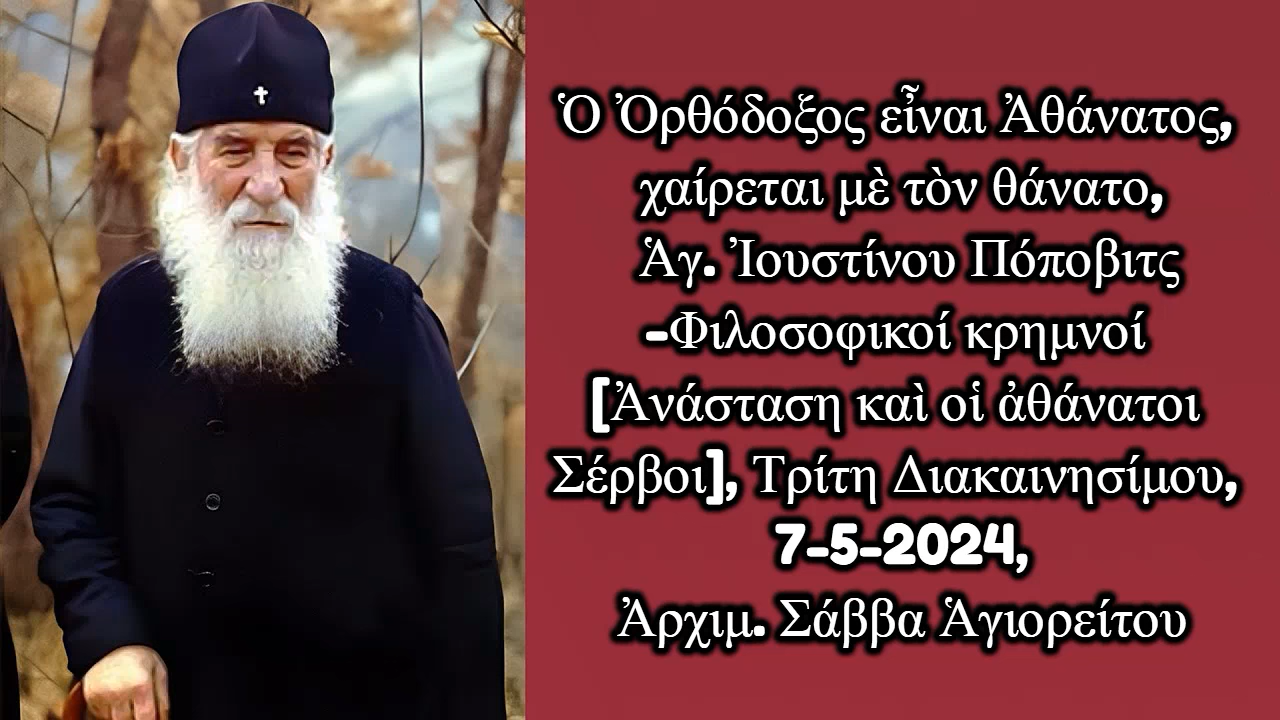 Ὁ Ὀρθόδοξος εἶναι Ἀθάνατος,
χαίρεται μὲ τὸν θάνατο,
Ἁγ. Ἰουστίνου Πόποβιτς
-Φιλοσοφικοί κρημνοί
[Ἀνάσταση καὶ οἱ ἀθάνατοι
Σέρβοι], Τρίτη Διακαινησίμου,
7-5-2024,
Ἀρχιμ. Σάββα Ἁγιορείτου